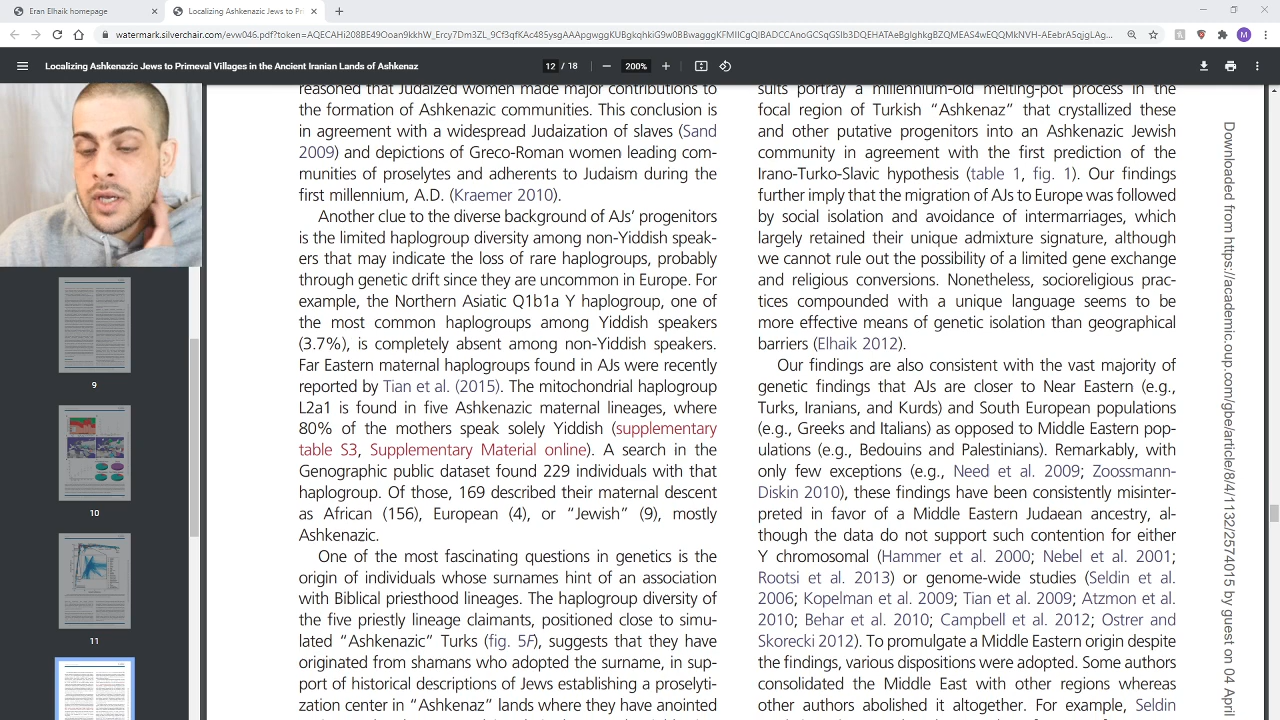 Eran Elhaik homepage
Localizing Ashkenazic Jews to Pri
M
Localizing Ashkenazic Jews to Primeval Villages in the Ancient Iranian Lands of Ashkenaz
12 / 18
200%
9
10
11
reasoned that Judaized women made major contributions to
the formation of Ashkenazic communities. This conclusion is
in agreement with a widespread Judaization of slaves (Sand
2009) and depictions of Greco-Roman women leading com-
munities of proselytes and adherents to Judaism during the
first millennium, A.D. (Kraemer 2010).
Another clue to the diverse background of AJs' progenitors
is the limited haplogroup diversity among non-Yiddish speak-
ers that may indicate the loss of rare haplogroups, probably
through genetic drift since they became common in Europe. For
example, the Northern Asian Q1b1a Y haplogroup, one of
the most common haplogroups among Yiddish speakers
(3.7%), is completely absent among non-Yiddish speakers.
Far Eastern maternal haplogroups found in AJs were recently
reported by Tian et al. (2015). The mitochondrial haplogroup
L2a1 is found in five Ashkenazic maternal lineages, where
80% of the mothers speak solely Yiddish (supplementary
table S3, Supplementary Material online). A search in the
Genographic public dataset found 229 individuals with that
haplogroup. Of those, 169 described their maternal descent
as African (156), European (4), or "Jewish" (9), mostly
Ashkenazic.
One of the most fascinating questions in genetics is the
origin of individuals whose surnames hint of an association
with biblical priesthood lineage. The haplogroup diversity of
the five priestly lineage claimants, positioned close to simu-
lated "Ashkenazic" Turks (fig. 5A), suggests that they have
originated from shamans who adopted the surname, in sup-
suits portray a millennium-old melting-pot process in the
focal region of Turkish "Ashkenaz" that crystallized these
and other putative progenitors into an Ashkenazic Jewish
community in agreement with the first prediction of the
Irano-Turko-Slavic hypothesis (table 1, fig. 1). Our findings
further imply that the migration of AJs to Europe was followed
by social isolation and avoidance of intermarriages, which
largely retained their unique admixture signature, although
we cannot rule out the possibility of a limited gene exchange
and religious conversions. Nonetheless, socioreligious prac-
tices compounded with a unique language seems to be
more effective means of genetic isolation than geographical
barriers (Elhaik 2012).
Our findings are also consistent with the vast majority of
genetic findings that AJs are closer to Near Eastern (e.g.,
Turks, Iranians, and Kurds) and South European populations
(e.g., Greeks and Italians) as opposed to Middle Eastern pop-
ulations (e.g., Bedouins and Palestinians). Remarkably, with
only few exceptions (e.g., Need et al. 2009; Zoossmann-
Diskin 2010), these findings have been consistently misinter-
preted in favor of a Middle Eastern Judaean ancestry, al-
though the data do not support such contention for either
Y chromosomal (Hammer et al. 2000; Nebel et al. 2001;
Rootsi et al. 2013) or genome-wide studies (Seldin et al.
2006; Kopelman et al. 2009; Tian et al. 2009; Atzmon et al.
2010; Behar et al. 2010; Campbell et al. 2012; Ostrer and
Skorecki 2012). To promulgate a Middle Eastern origin despite
the findings, various dispositions were adopted. Some authors
consolidated the Middle East with other regions whereas
other authors abolished it altogether. For example, Seldin
Downloaded from https://academic.oup.com/gbe/article/8/4/1132/2574015 by guest on 04 April